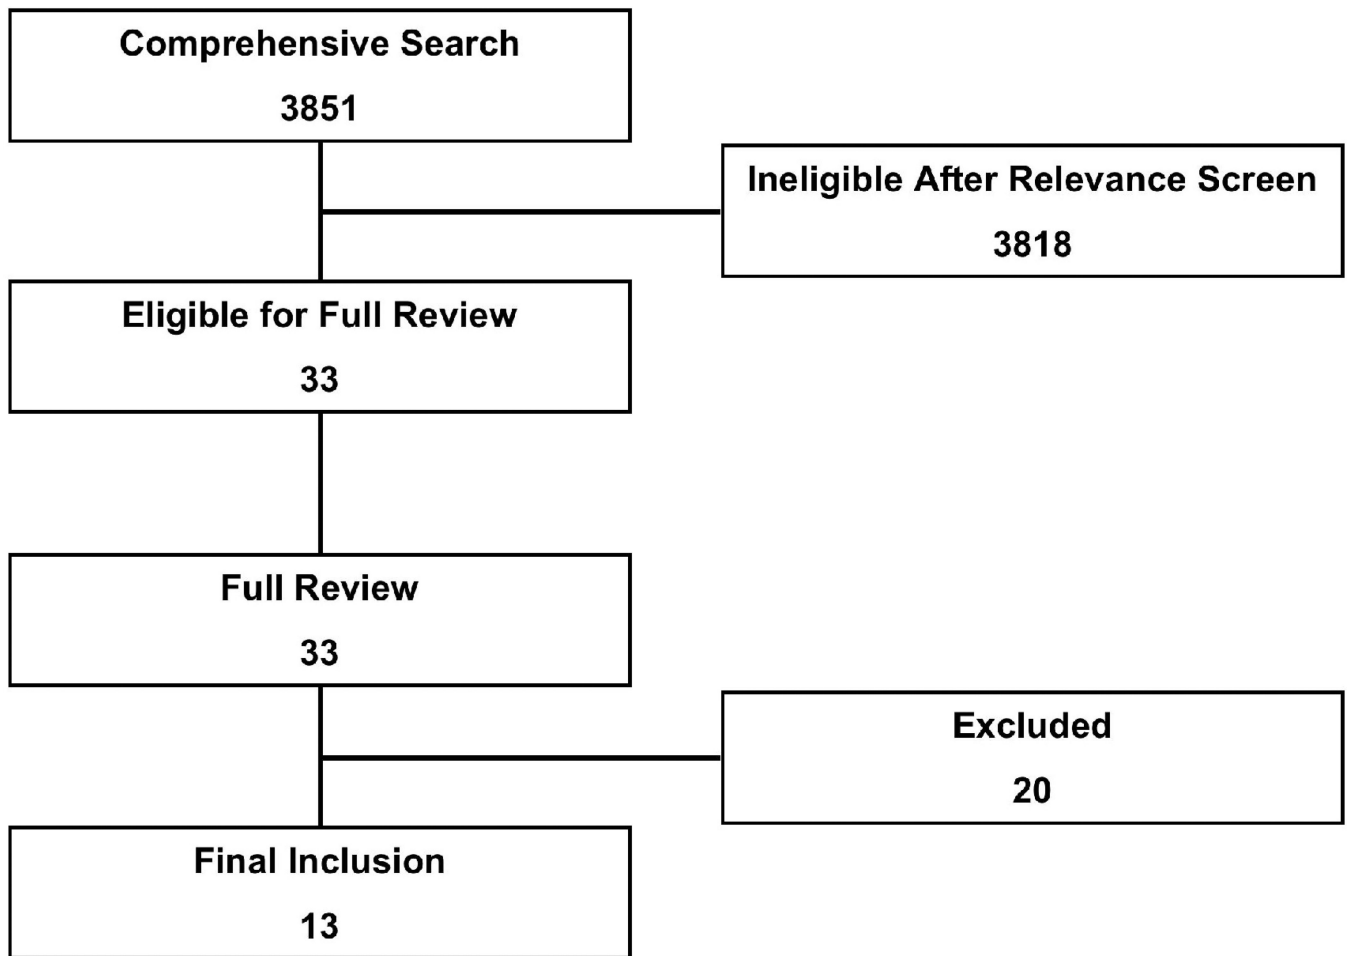 Comprehensive Search
3851
Ineligible After Relevance Screen
3818
Eligible for Full Review
33
Full Review
33
Excluded
20
Final Inclusion
13